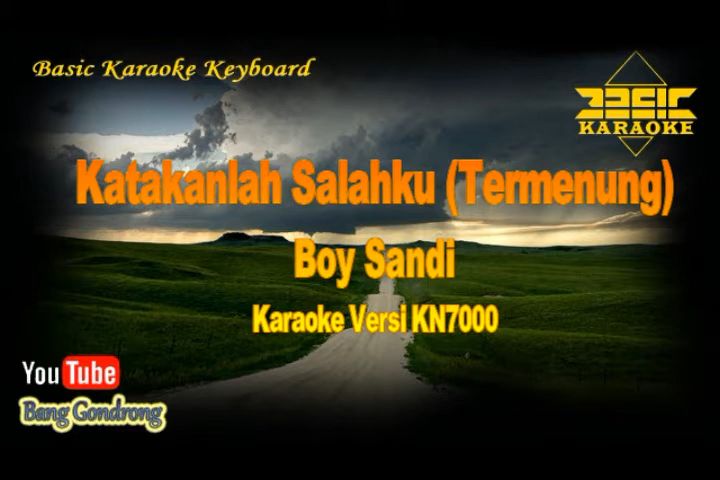 Basic Karaoke Keyboard
BASIC
KARAOKE
Katakanlah Salahku (Termenung)
Boy Sandi
Karaoke Versi KN7000
YouTube
Bang Gondrong